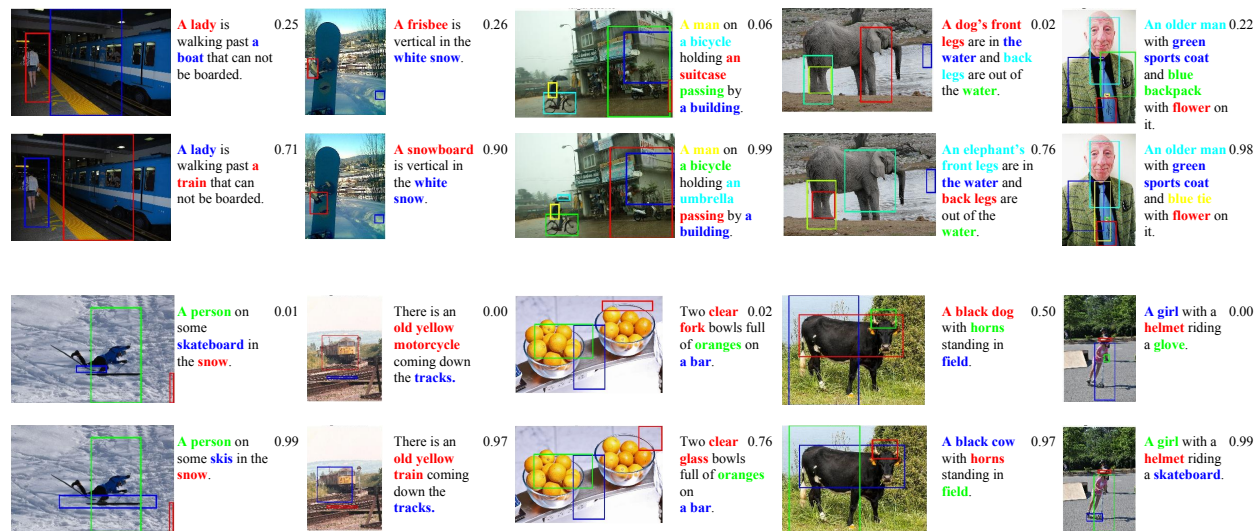 A lady is 0.25
walking past a
boat that can not
be boarded.
A frisbee is 0.26
vertical in the
white snow.
A man on 0.06
a bicycle
holding an
suitcase
passing by
a building.
A dog's front 0.02
legs are in the
water and back
legs are out of
the water.
An older man 0.22
with green
sports coat
and blue
backpack
with flower on
it.
A lady is 0.71
walking past a
train that can
not be boarded.
A snowboard 0.90
is vertical in
the white
snow.
A man on 0.99
a bicycle
holding an
umbrella
passing by a
building.
An elephant's 0.76
front legs are in
the water and
back legs are
out of the
water.
An older man 0.98
with green
sports coat
and blue tie
with flower on
it.
A person on 0.01
some
skateboard in
the snow.
There is an 0.00
old yellow
motorcycle
coming down
the tracks.
Two clear 0.02
fork bowls full
of oranges on
a bar.
A black dog 0.50
with horns
standing in
field.
A girl with a 0.00
helmet riding
a glove.
A person on 0.99
some skis in the
snow.
There is an 0.97
old yellow
train coming
down the
tracks.
Two clear 0.76
glass bowls
full of oranges
on
a bar.
A black cow 0.97
with horns
standing in
field.
A girl with a 0.99
helmet riding
a skateboard.